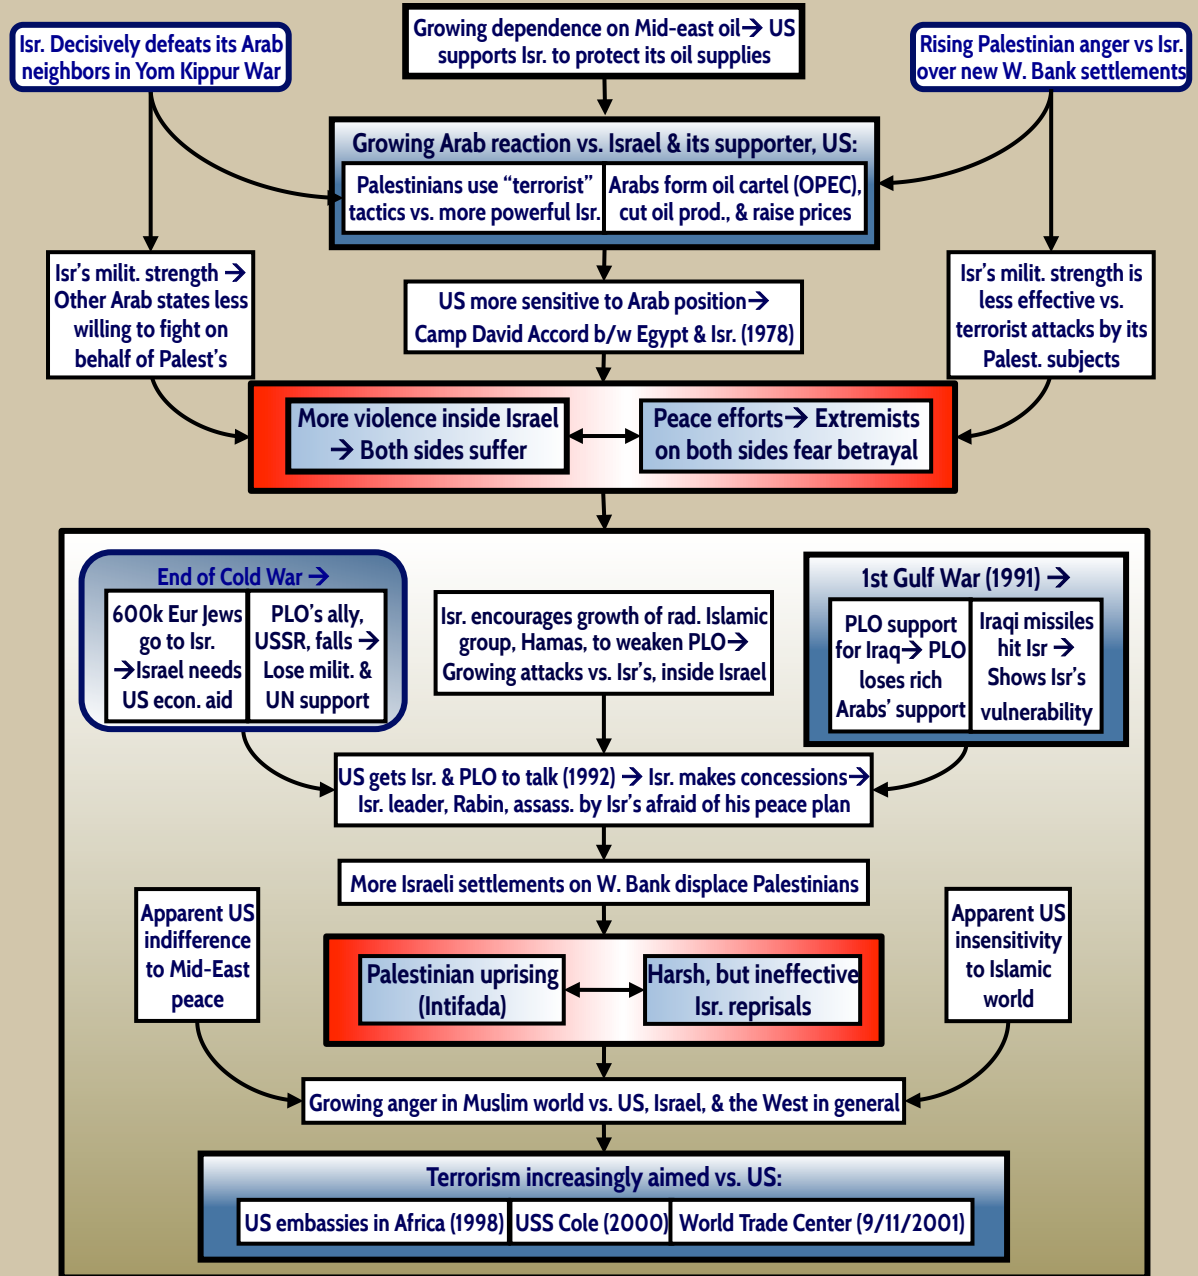 Isr. Decisively defeats its Arab
neighbors in Yom Kippur War
Growing dependence on Mid-east oil→ US
supports Isr. to protect its oil supplies
Rising Palestinian anger vs Isr.
over new W. Bank settlements
Growing Arab reaction vs. Israel & its supporter, US:
Palestinians use “terrorist”
tactics vs. more powerful Isr.
Arabs form oil cartel (OPEC),
cut oil prod., & raise prices
Isr’s milit. strength →
Other Arab states less
willing to fight on
behalf of Palest’s
US more sensitive to Arab position→
Camp David Accord b/w Egypt & Isr. (1978)
Isr’s milit. strength is
less effective vs.
terrorist attacks by its
Palest. subjects
More violence inside Israel
→ Both sides suffer
Peace efforts→ Extremists
on both sides fear betrayal
End of Cold War →
600k Eur Jews
go to Isr.
→Israel needs
US econ. aid
PLO’s ally,
USSR, falls →
Lose milit. &
UN support
Isr. encourages growth of rad. Islamic
group, Hamas, to weaken PLO→
Growing attacks vs. Isr’s, inside Israel
1st Gulf War (1991) →
PLO support
for Iraq→ PLO
loses rich
Arabs’ support
Iraqi missiles
hit Isr →
Shows Isr’s
vulnerability
US gets Isr. & PLO to talk (1992) → Isr. makes concessions→
Isr. leader, Rabin, assass. by Isr’s afraid of his peace plan
More Israeli settlements on W. Bank displace Palestinians
Apparent US
indifference
to Mid-East
peace
Palestinian uprising
(Intifada)
Harsh, but ineffective
Isr. reprisals
Apparent US
insensitivity
to Islamic
world
Growing anger in Muslim world vs. US, Israel, & the West in general
Terrorism increasingly aimed vs. US:
US embassies in Africa (1998)
USS Cole (2000)
World Trade Center (9/11/2001)